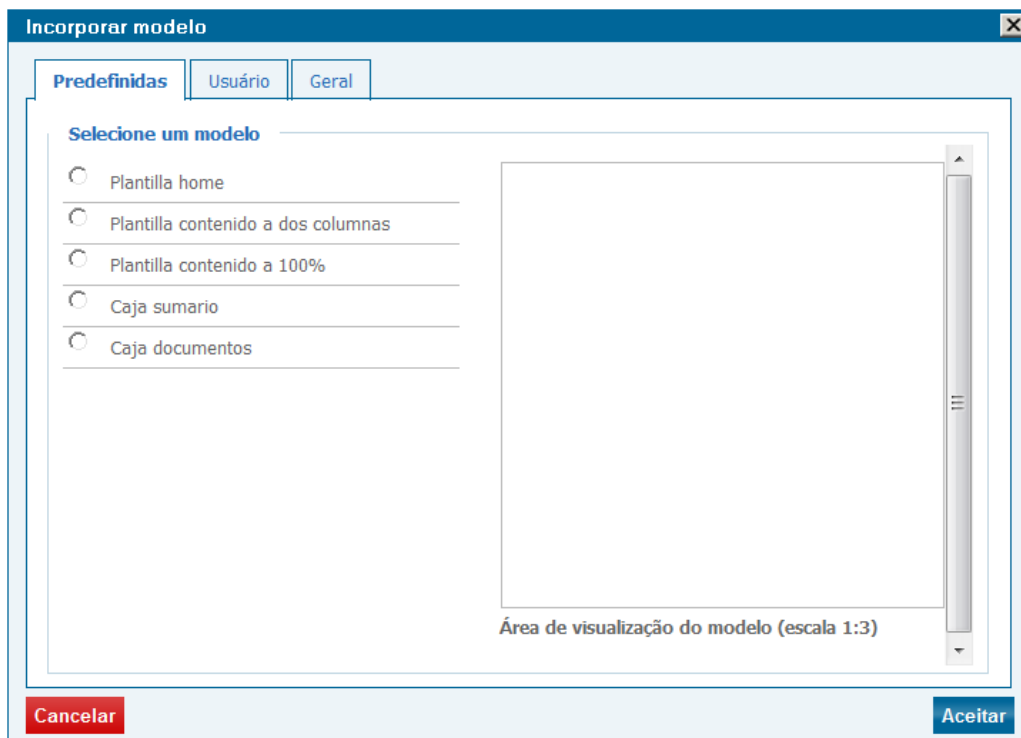 Incorporar modelo
Predefinidas Usuário Geral
Selecione um modelo
Plantilla home
Plantilla contenido a dos columnas
Plantilla contenido a 100%
Caja sumario
Caja documentos
Área de visualização do modelo (escala 1:3)
Cancelar Aceitar